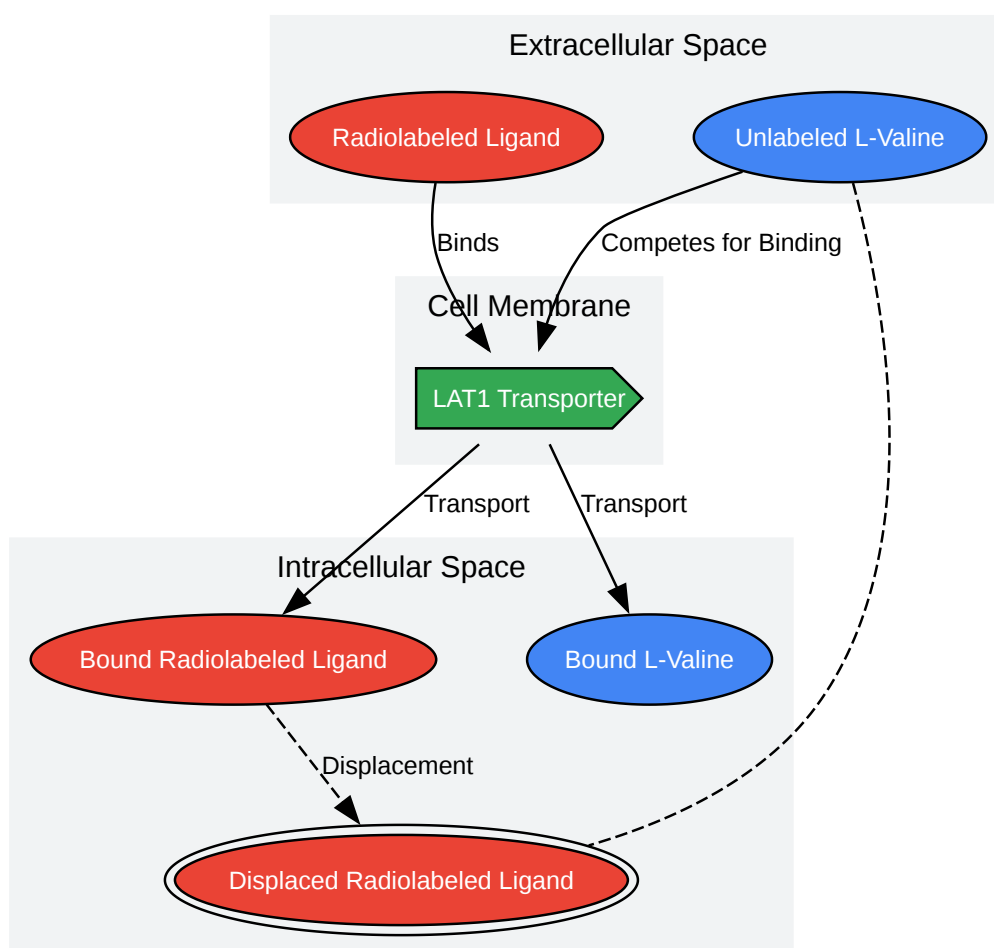 Extracellular Space
Radiolabeled Ligand
Unlabeled L-Valine
Binds
Competes for Binding
Cell Membrane
LAT1 Transporter
Transport
Transport
Intracellular Space
Bound Radiolabeled Ligand
Bound L-Valine
Displacement
Displaced Radiolabeled Ligand